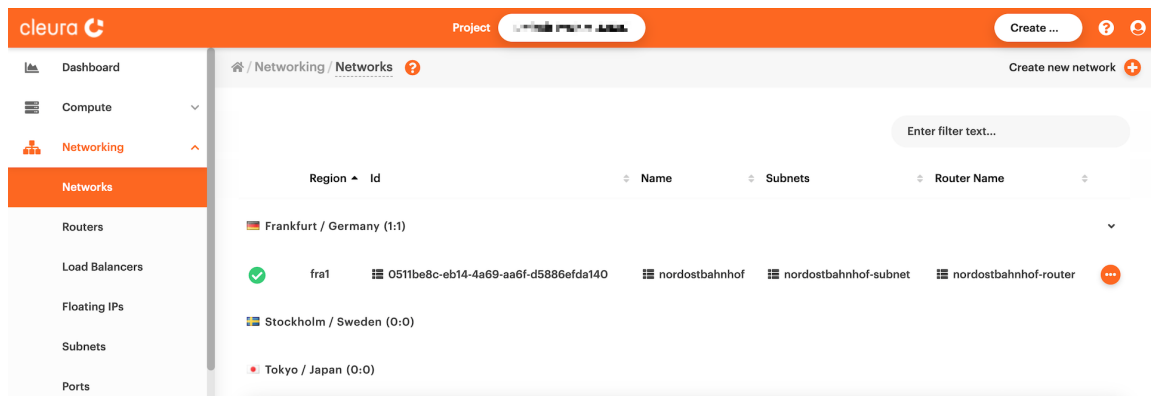 cleura
Project
Create ...
?
Dashboard
Compute
Networking
Networks
Routers
Load Balancers
Floating IPs
Subnets
Ports
/ Networking / Networks ?
Create new network
Enter filter text...
Region Id Name Subnets Router Name
Frankfurt / Germany (1:1)
fra1 0511be8c-eb14-4a69-aa6f-d5886efda140 nordostbahnhof nordostbahnhof-subnet nordostbahnhof-router
Stockholm / Sweden (0:0)
Tokyo / Japan (0:0)